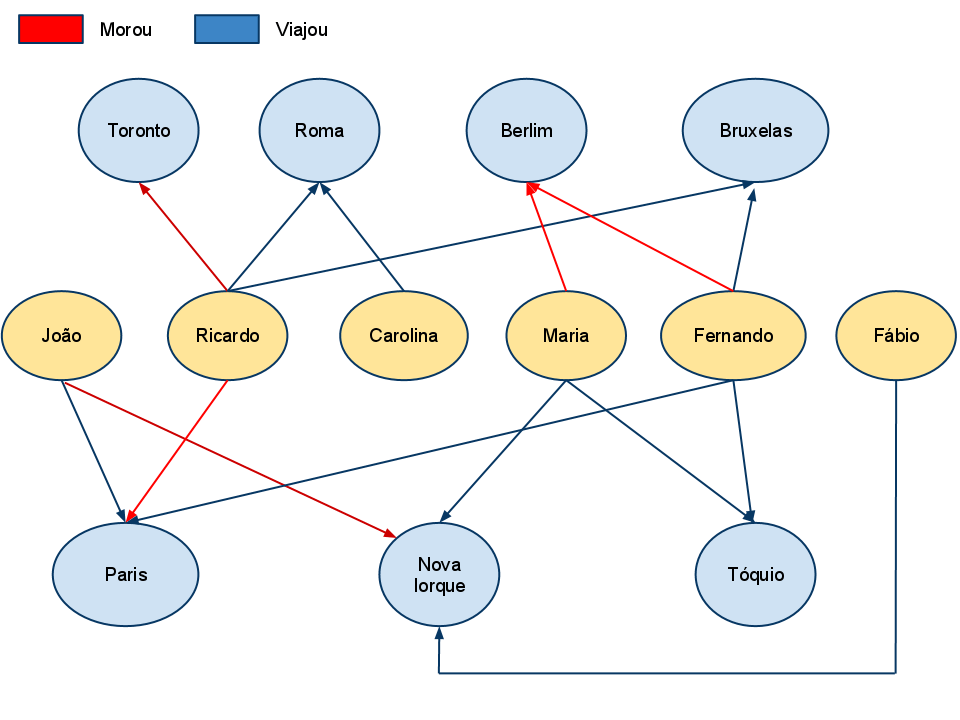 Morou
Viajou
Toronto
Roma
Berlim
Bruxelas
João
Ricardo
Carolina
Maria
Fernando
Fábio
Paris
Nova
Iorque
Tóquio